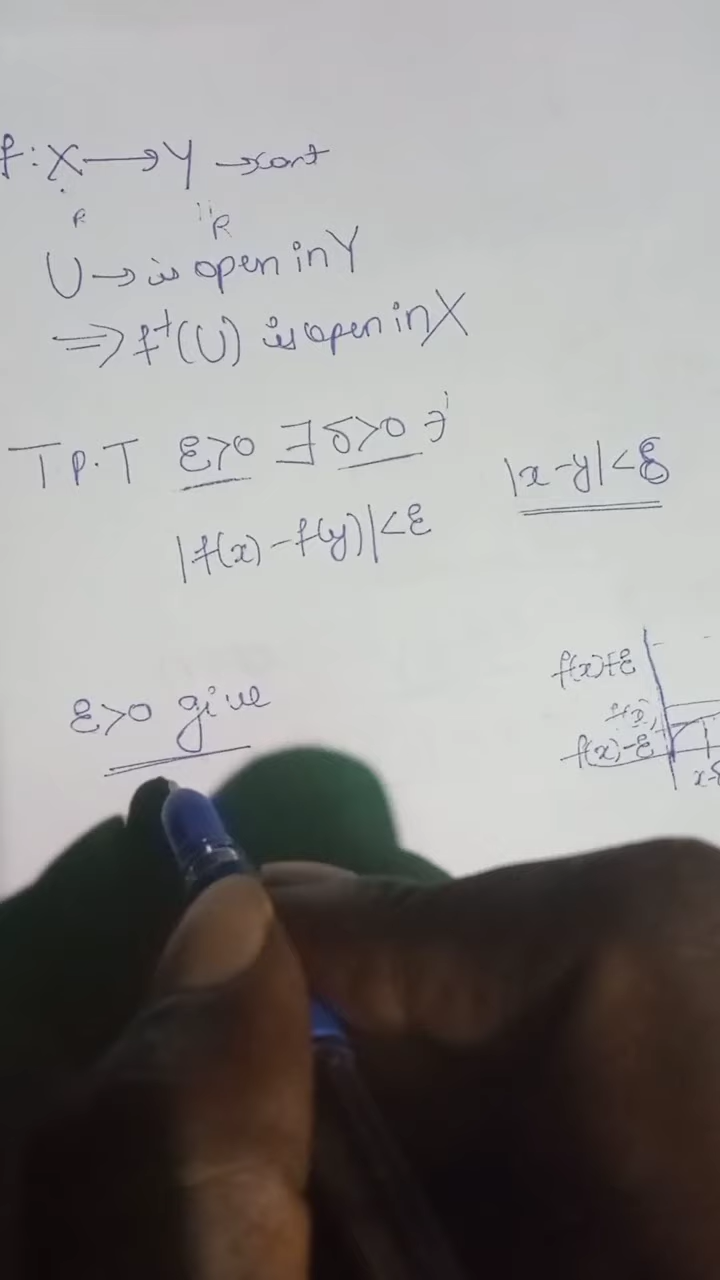 f : X → Y → cont
R
"R
U → is open in Y
⇒ f⁻¹(U) is open in X
T P.T ε>0 ∃ δ>0 ∋
|x-y|<δ
|f(x) - f(y)|<ε
f(x)+ε
f(x)
ε>0 give
f(x)-ε
x-δ